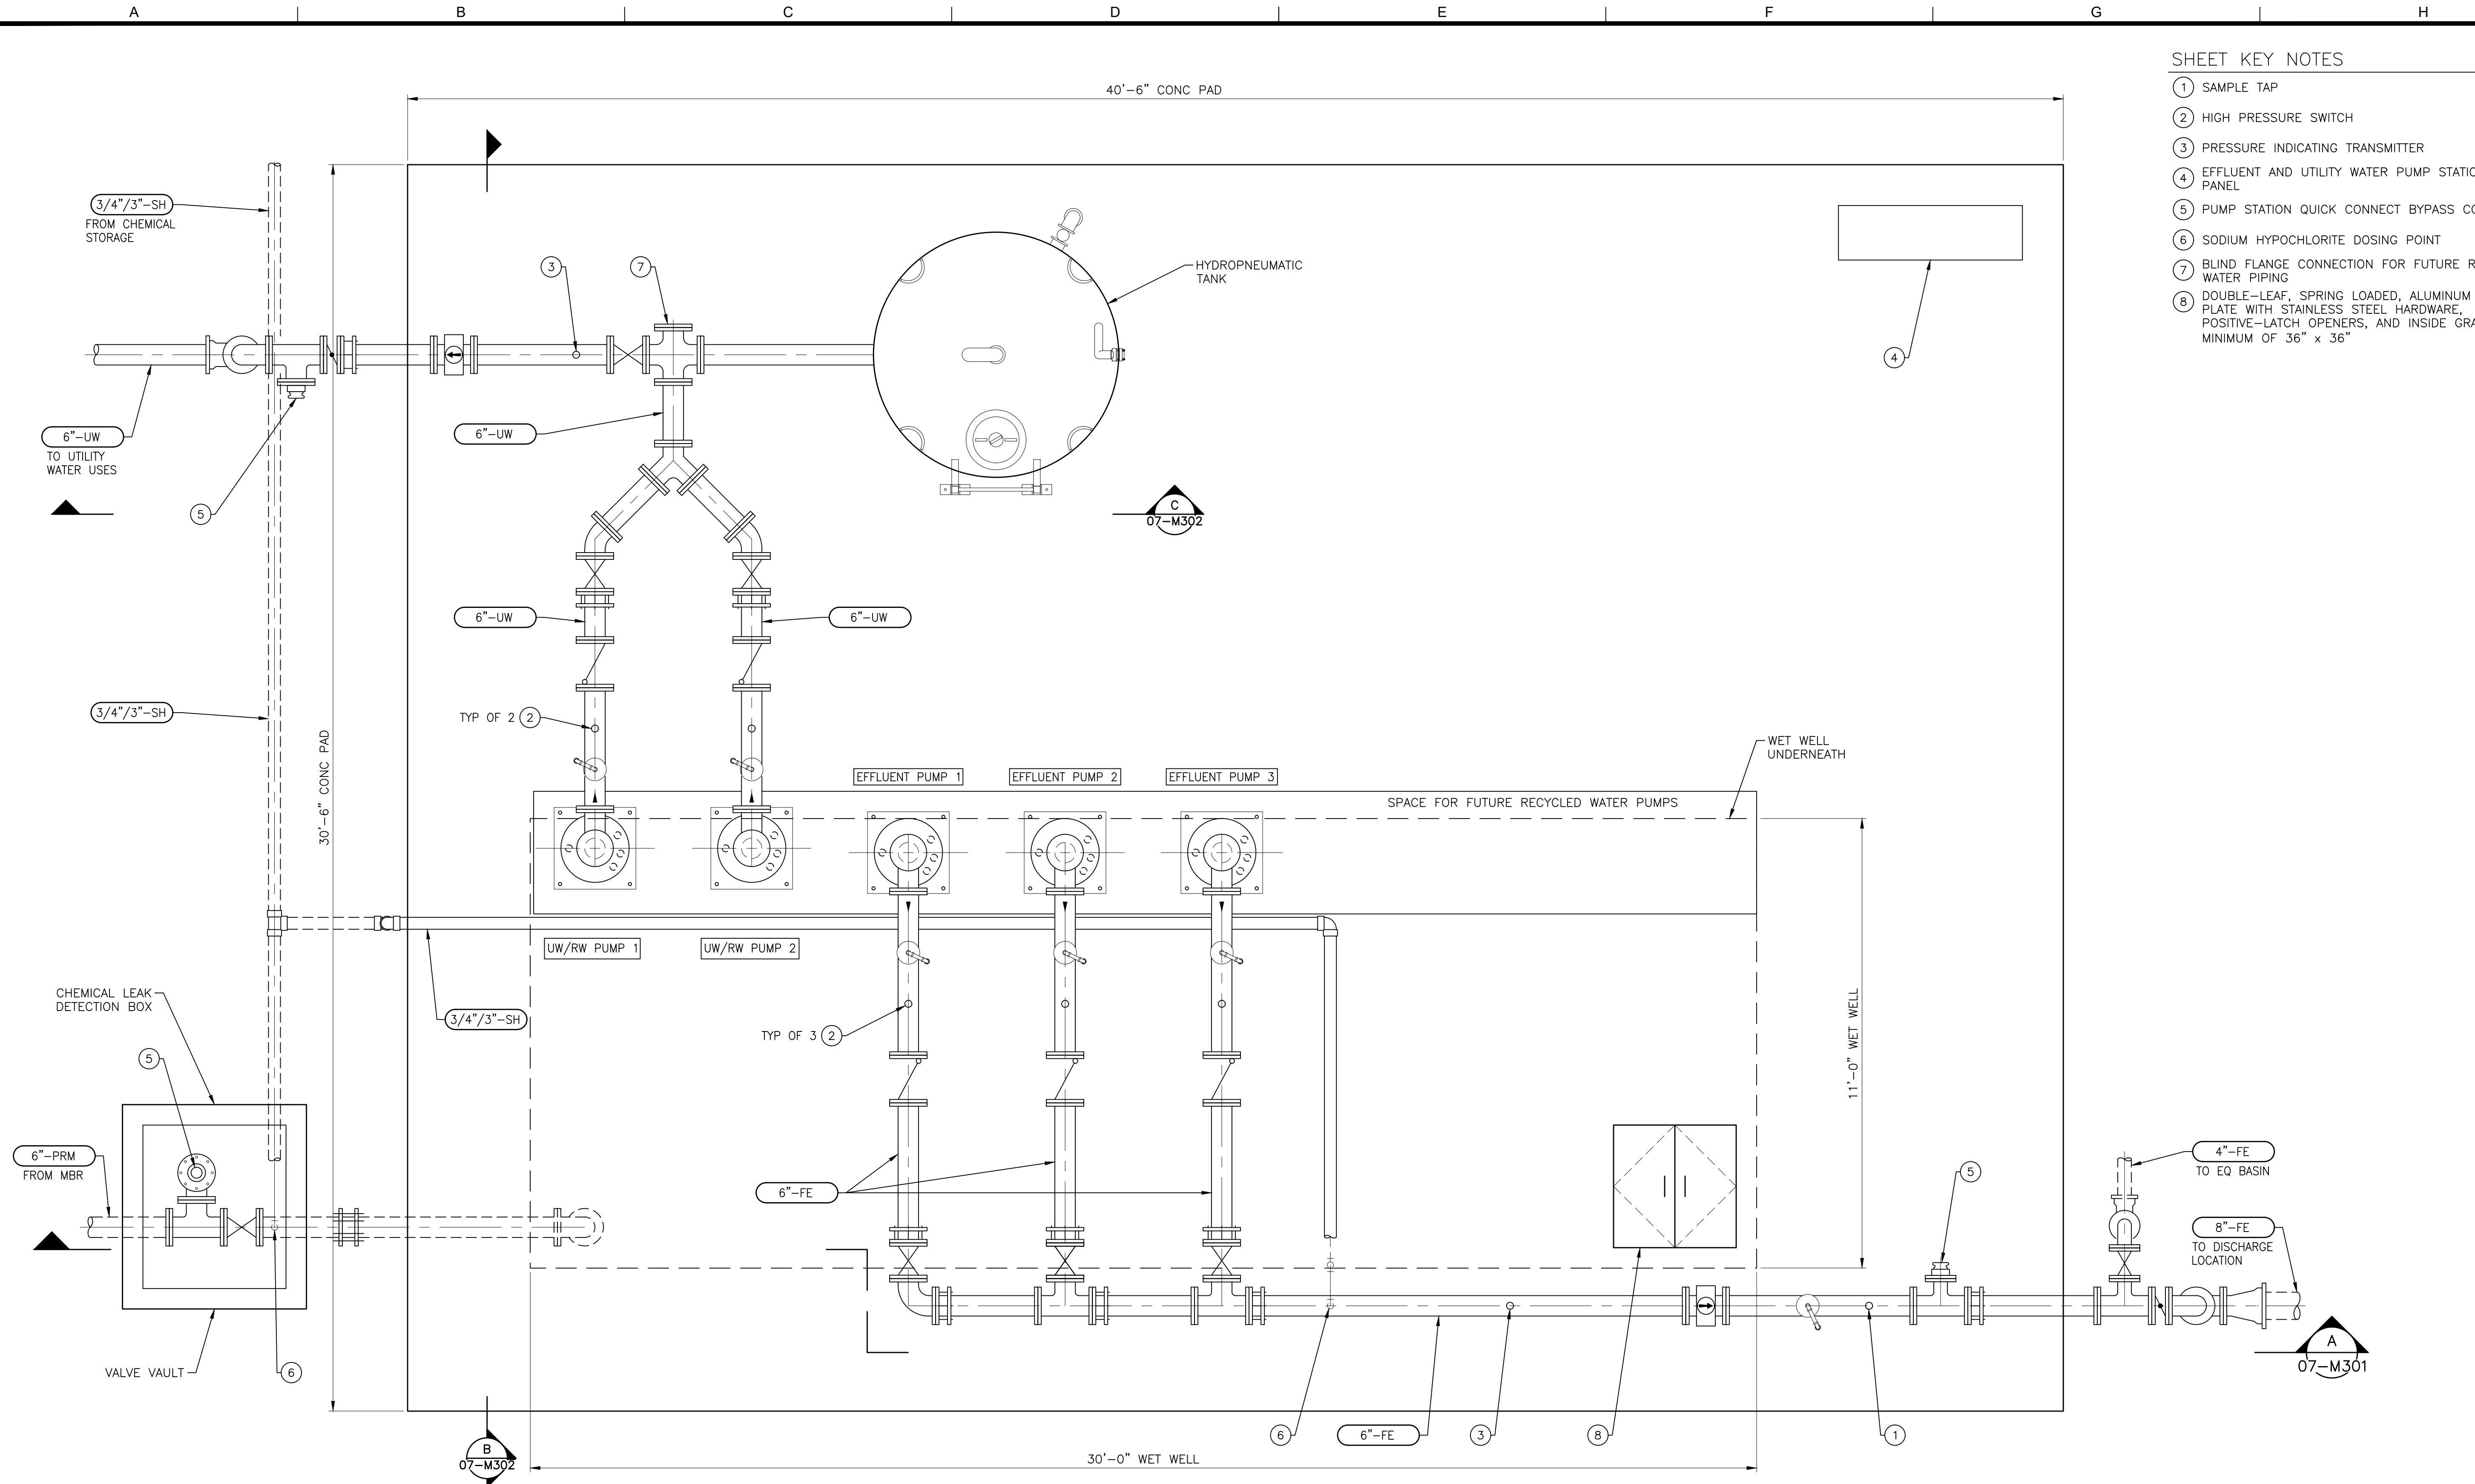 A
B
C
D
E
F
G
H
SHEET KEY NOTES
1 SAMPLE TAP
2 HIGH PRESSURE SWITCH
3 PRESSURE INDICATING TRANSMITTER
4 EFFLUENT AND UTILITY WATER PUMP
PANEL
5 PUMP STATION QUICK CONNECT BYPASS
6 SODIUM HYPOCHLORITE DOSING POINT
7 BLIND FLANGE CONNECTION FOR FUTURE
WATER PIPING
8 DOUBLE-LEAF, SPRING LOADED, ALUMINUM
PLATE WITH STAINLESS STEEL HARDWARE,
POSITIVE-LATCH OPENERS, AND INSIDE
MINIMUM OF 36" x 36"
40'-6" CONC PAD
3/4"/3"-SH
FROM CHEMICAL
STORAGE
3
7
HYDROPNEUMATIC
TANK
4
6"-UW
TO UTILITY
WATER USES
5
6"-UW
C
07-M302
6"-UW
6"-UW
3/4"/3"-SH
30'-6" CONC PAD
TYP OF 2 2
WET WELL
UNDERNEATH
EFFLUENT PUMP 1
EFFLUENT PUMP 2
EFFLUENT PUMP 3
SPACE FOR FUTURE RECYCLED WATER PUMPS
UW/RW PUMP 1
UW/RW PUMP 2
CHEMICAL LEAK
DETECTION BOX
3/4"/3"-SH
TYP OF 3 2
11'-0" WET WELL
5
6"-PRM
FROM MBR
6"-FE
5
4"-FE
TO EQ BASIN
8"-FE
TO DISCHARGE
LOCATION
VALVE VAULT
6
A
07-M301
6
6"-FE
3
8
1
B
07-M302
30'-0" WET WELL